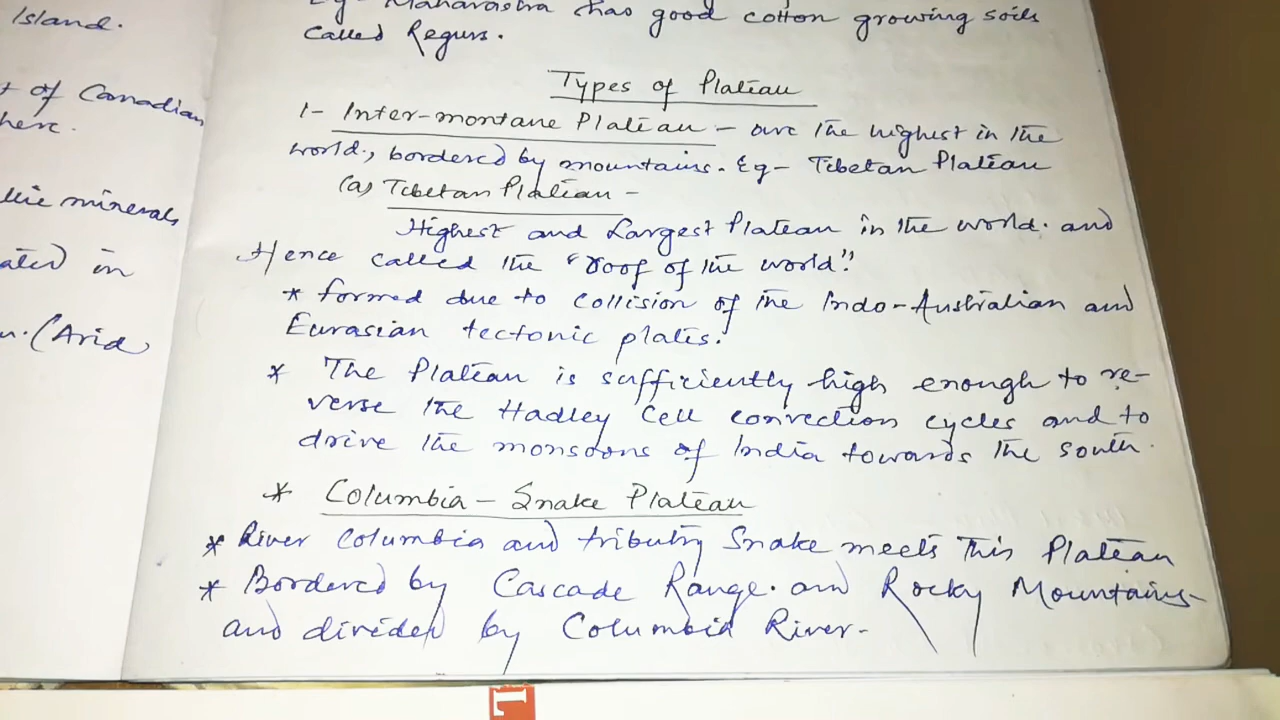 Island.
t of Canadian
here.
llic minerals
ated in
n. (Arid
Eg- Maharastra has good cotton growing soils
called Regurs.
Types of Plateau
1- Inter-montane Plateau - are the highest in the
world., bordered by mountains. Eg- Tibetan Plateau
(a) Tibetan Plateau -
Highest and Largest Plateau in the world. and
Hence called the "roof of the world".
* formed due to collision of the Indo-Australian and
Eurasian tectonic plates.
* The Plateau is sufficiently high enough to re-
verse the Hadley Cell convection cycles and to
drive the monsoons of India towards the south.
* Columbia - Snake Plateau
* River Columbia and tributry Snake meets this Plateau
* Bordered by Cascade Range. and Rocky Mountains-
and divided by Columbia River-